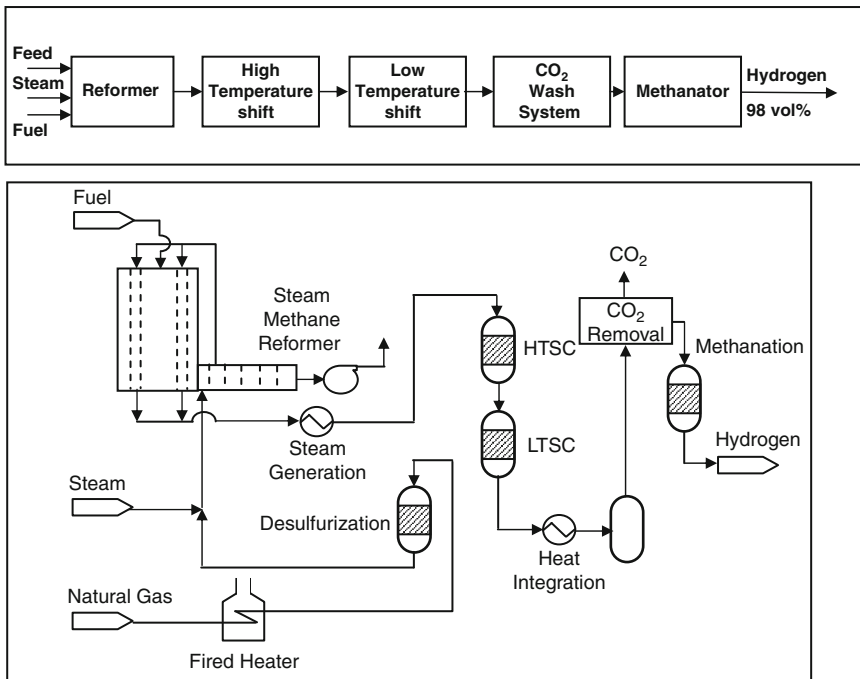 Feed
Steam
Fuel
Reformer
High
Temperature
shift
Low
Temperature
shift
CO₂
Wash
System
Methanator
Hydrogen
98 vol%
Fuel
Steam
Methane
Reformer
Steam
Generation
HTSC
LTSC
CO₂
CO₂
Removal
Methanation
Hydrogen
Steam
Desulfurization
Heat
Integration
Natural Gas
Fired Heater